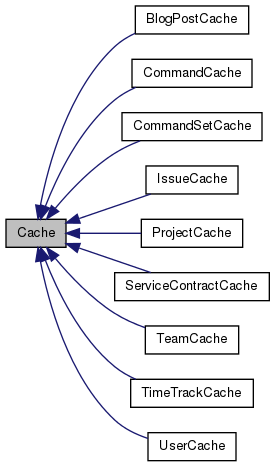 BlogPostCache
CommandCache
CommandSetCache
IssueCache
Cache
ProjectCache
ServiceContractCache
TeamCache
TimeTrackCache
UserCache